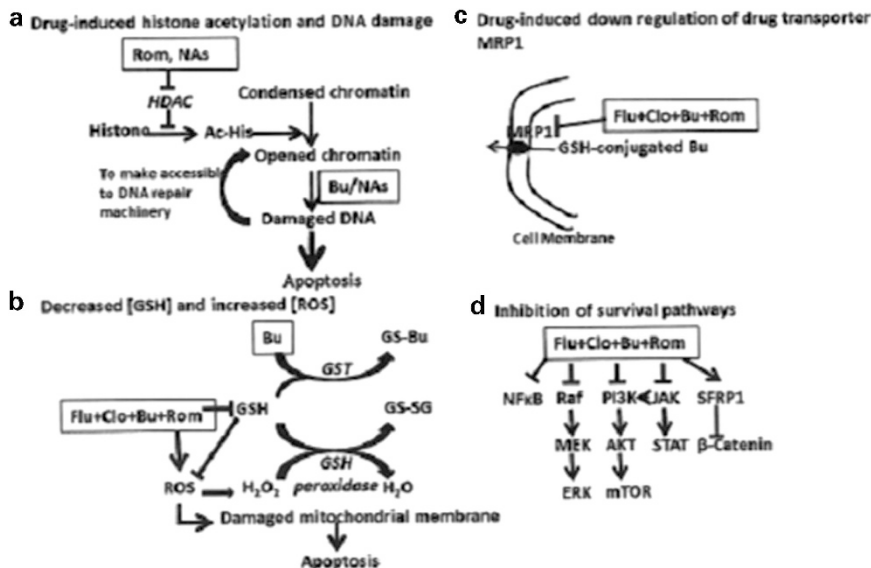 a Drug-induced histone acetylation and DNA damage
Rom, NAs
HDAC
Condensed chromatin
Histone
Ac-His
Opened chromatin
To make accessible
to DNA repair
machinery
Bu/NAs
Damaged DNA
Apoptosis
b Decreased [GSH] and increased [ROS]
Bu
GS-Bu
GST
Flu+Clo+Bu+Rom
GSH
GS-SG
GSH
ROS
H₂O₂
peroxidase
H₂O
Damaged mitochondrial membrane
Apoptosis
c Drug-induced down regulation of drug transporter
MRP1
Flu+Clo+Bu+Rom
MRP1
GSH-conjugated Bu
Cell Membrane
d Inhibition of survival pathways
Flu+Clo+Bu+Rom
NFκB Raf PI3K JAK SFRP1
MEK AKT STAT β-Catenin
ERK mTOR